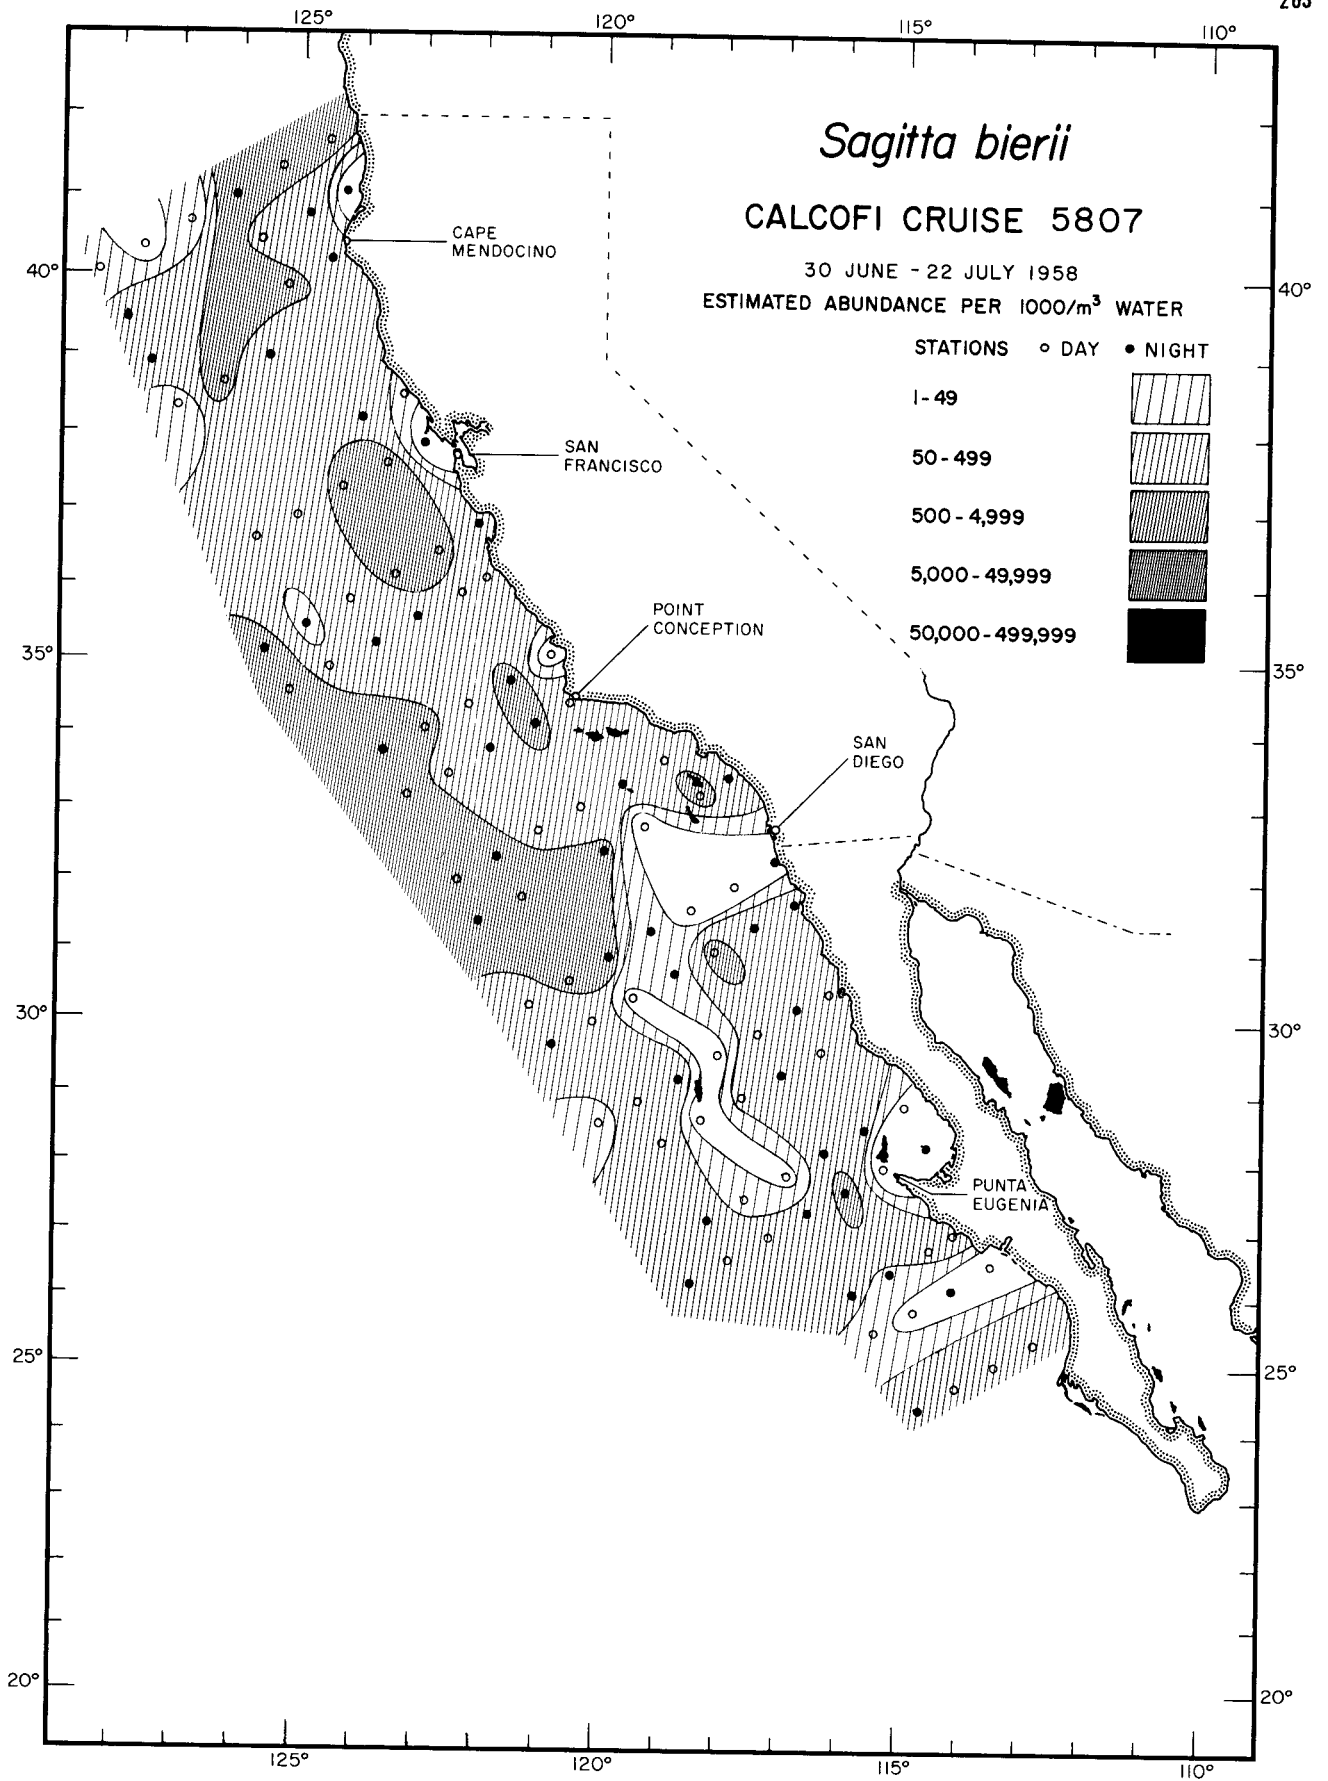 125°
120°
115°
110°
Sagitta bierii
CALCOFI CRUISE 5807
30 JUNE - 22 JULY 1958
ESTIMATED ABUNDANCE PER 1000/m³ WATER
STATIONS ○ DAY ● NIGHT
1-49
50-499
500-4,999
5,000-49,999
50,000-499,999
CAPE
MENDOCINO
40°
40°
SAN
FRANCISCO
POINT
CONCEPTION
35°
35°
SAN
DIEGO
30°
30°
PUNTA
EUGENIA
25°
25°
20°
20°
125°
120°
115°
110°